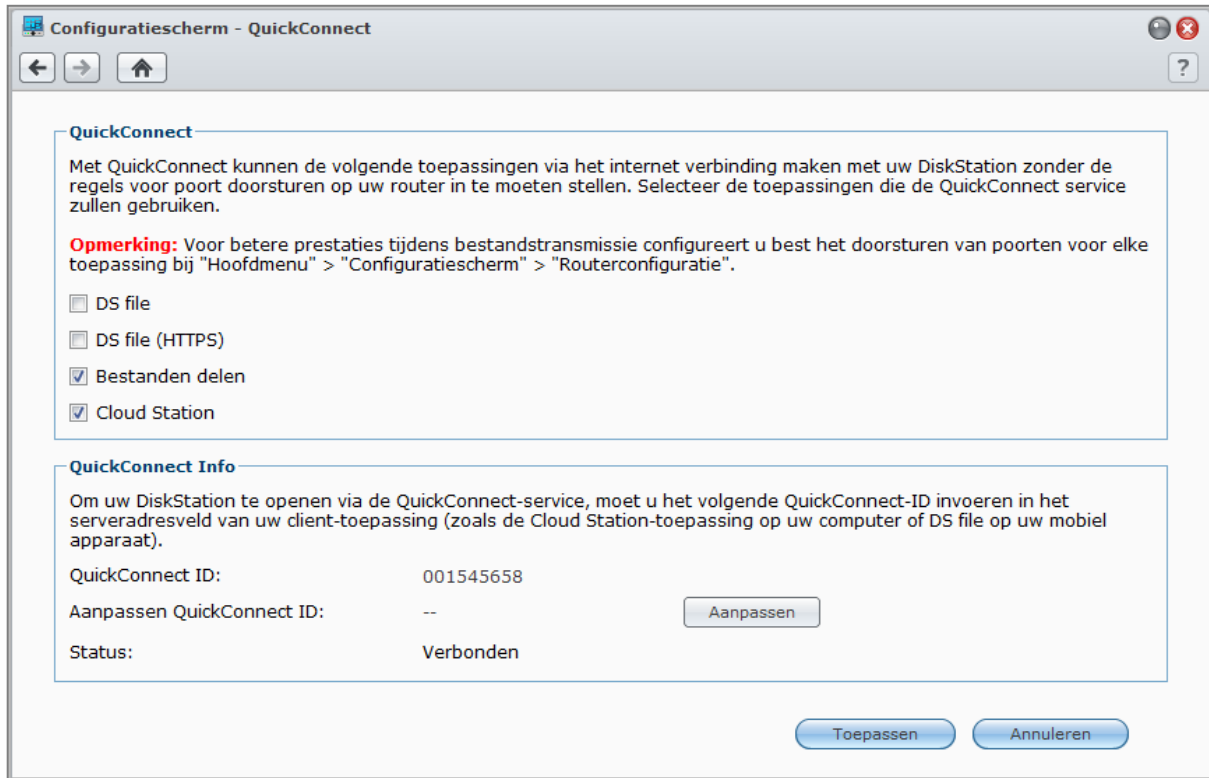 Configuratiescherm - QuickConnect
?
QuickConnect
Met QuickConnect kunnen de volgende toepassingen via het internet verbinding maken met uw DiskStation zonder de
regels voor poort doorsturen op uw router in te moeten stellen. Selecteer de toepassingen die de QuickConnect service
zullen gebruiken.
Opmerking: Voor betere prestaties tijdens bestandstransmissie configureert u best het doorsturen van poorten voor elke
toepassing bij "Hoofdmenu" > "Configuratiescherm" > "Routerconfiguratie".
DS file
DS file (HTTPS)
Bestanden delen
Cloud Station
QuickConnect Info
Om uw DiskStation te openen via de QuickConnect-service, moet u het volgende QuickConnect-ID invoeren in het
serveradresveld van uw client-toepassing (zoals de Cloud Station-toepassing op uw computer of DS file op uw mobiel
apparaat).
QuickConnect ID: 001545658
Aanpassen QuickConnect ID: -- Aanpassen
Status: Verbonden
Toepassen Annuleren